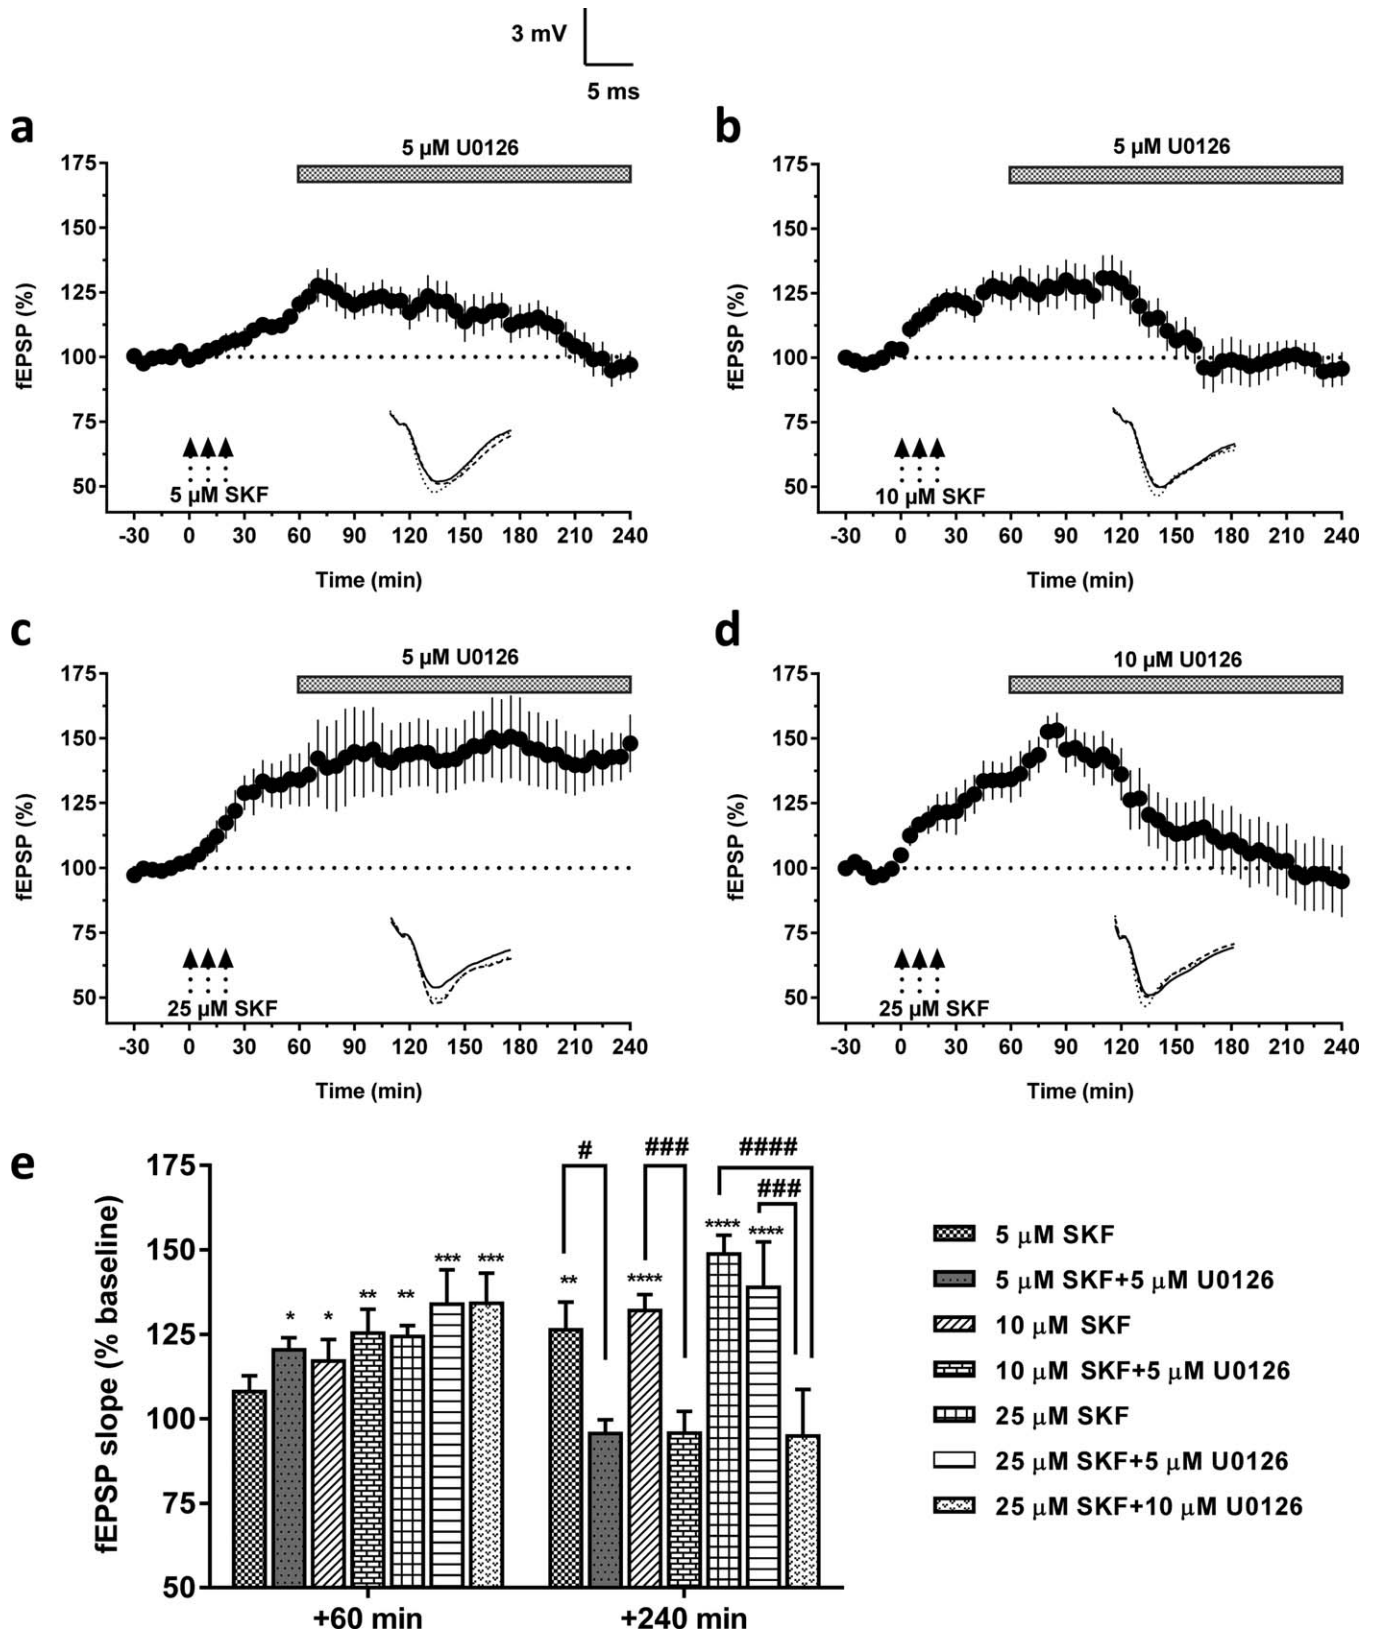 3 mV
5 ms
a
5 µM U0126
175
150
125
100
75
50
fEPSP (%)
5 µM SKF
-30 0 30 60 90 120 150 180 210 240
Time (min)
b
5 µM U0126
175
150
125
100
75
50
fEPSP (%)
10 µM SKF
-30 0 30 60 90 120 150 180 210 240
Time (min)
c
5 µM U0126
175
150
125
100
75
50
fEPSP (%)
25 µM SKF
-30 0 30 60 90 120 150 180 210 240
Time (min)
d
10 µM U0126
175
150
125
100
75
50
fEPSP (%)
25 µM SKF
-30 0 30 60 90 120 150 180 210 240
Time (min)
e
175
150
125
100
75
50
fEPSP slope (% baseline)
# ### ####
###
* * ** ** *** ***
** **** **** ****
+60 min +240 min
5 µM SKF
5 µM SKF+5 µM U0126
10 µM SKF
10 µM SKF+5 µM U0126
25 µM SKF
25 µM SKF+5 µM U0126
25 µM SKF+10 µM U0126